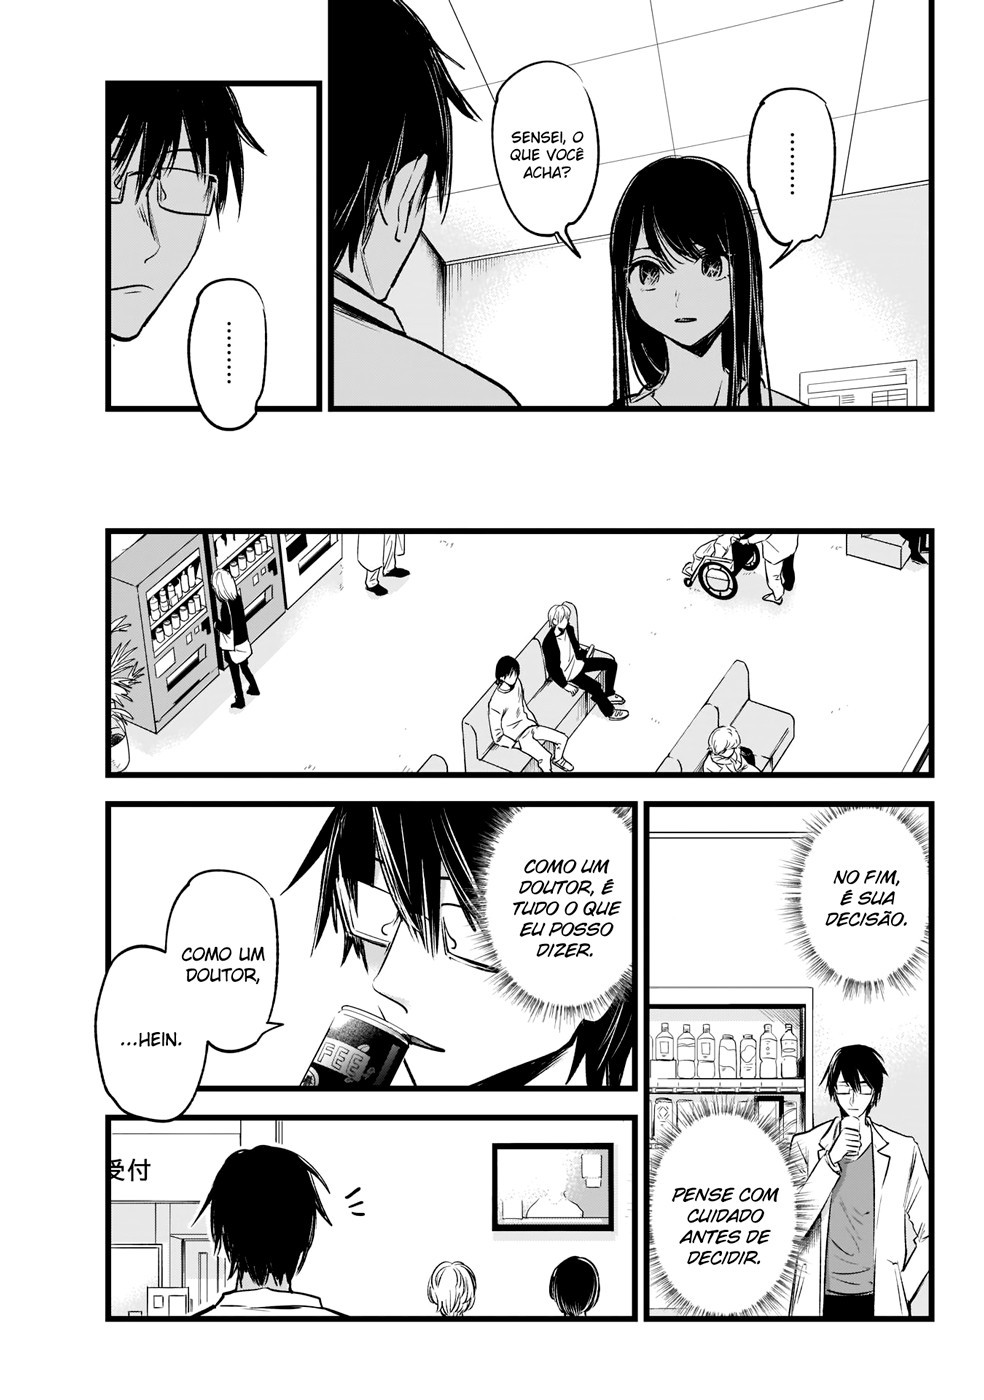 ..........
SENSEI, O
QUE VOCÊ
ACHA?
..........
NO FIM,
É SUA
DECISÃO.
PENSE COM
CUIDADO
ANTES DE
DECIDIR.
COMO UM
DOUTOR, É
TUDO O QUE
EU POSSO
DIZER.
COMO UM
DOUTOR,
...HEIN.
FEE
受付